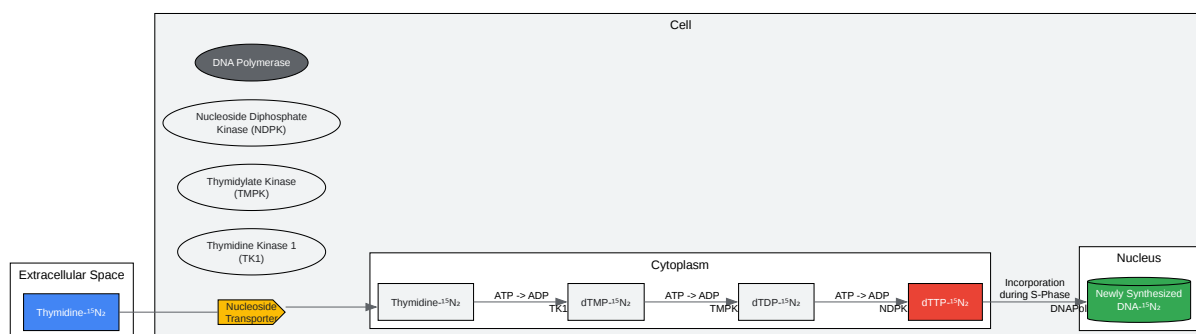 Cell
DNA Polymerase
Nucleoside Diphosphate
Kinase (NDPK)
Thymidylate Kinase
(TMPK)
Thymidine Kinase 1
(TK1)
Extracellular Space
Thymidine-¹⁵N₂
Nucleoside
Transporter
Cytoplasm
Thymidine-¹⁵N₂
ATP -> ADP
TK1
dTMP-¹⁵N₂
ATP -> ADP
TMPK
dTDP-¹⁵N₂
ATP -> ADP
NDPK
dTTP-¹⁵N₂
Incorporation
during S-Phase
DNAPol
Nucleus
Newly Synthesized
DNA-¹⁵N₂